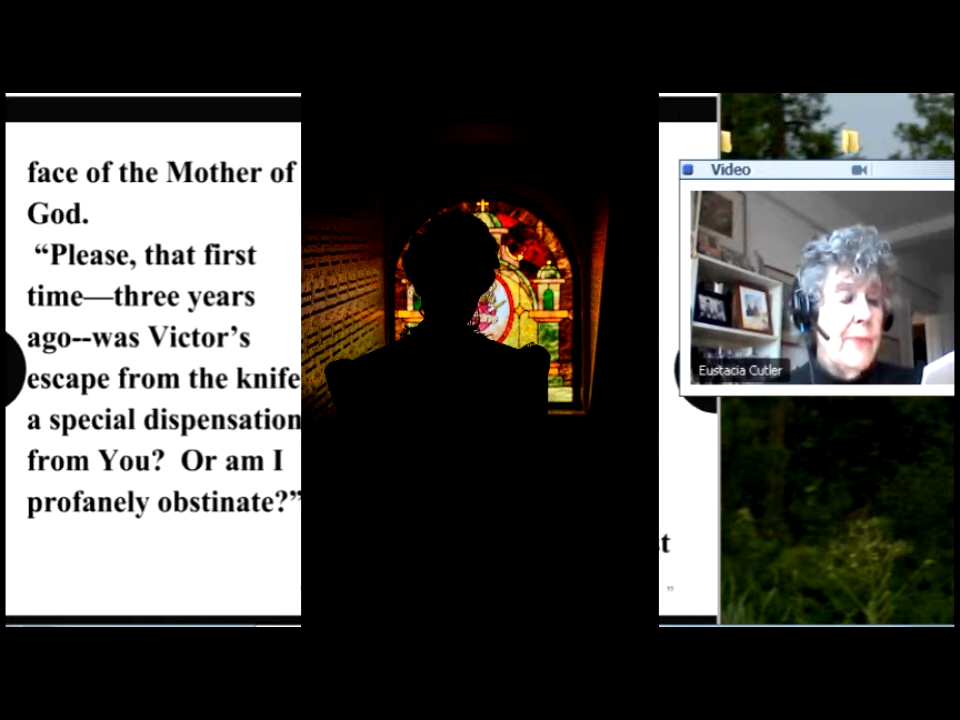 face of the Mother of
God.
“Please, that first
time—three years
ago--was Victor’s
escape from the knife
a special dispensation
from You?  Or am I
profanely obstinate?”
t
”
Video
Eustacia Cutler